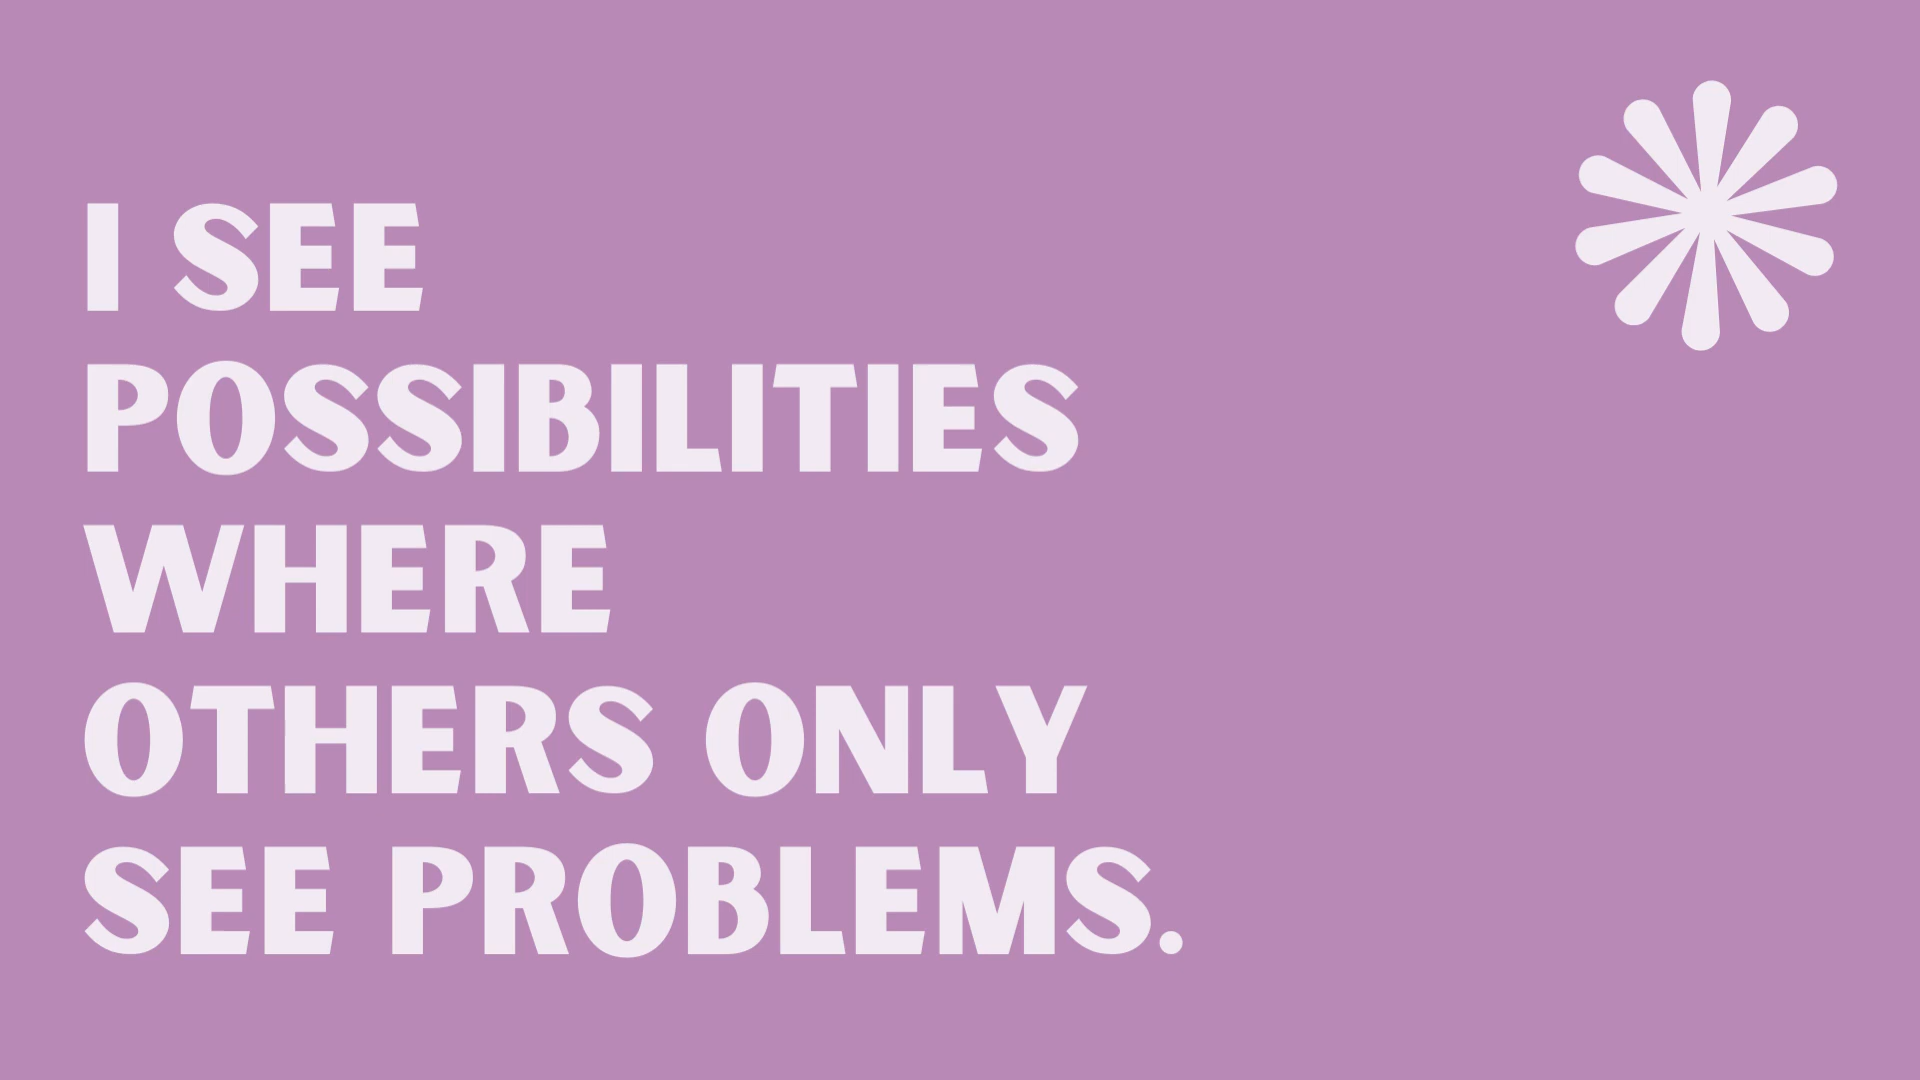 I SEE
POSSIBILITIES
WHERE
OTHERS ONLY
SEE PROBLEMS.